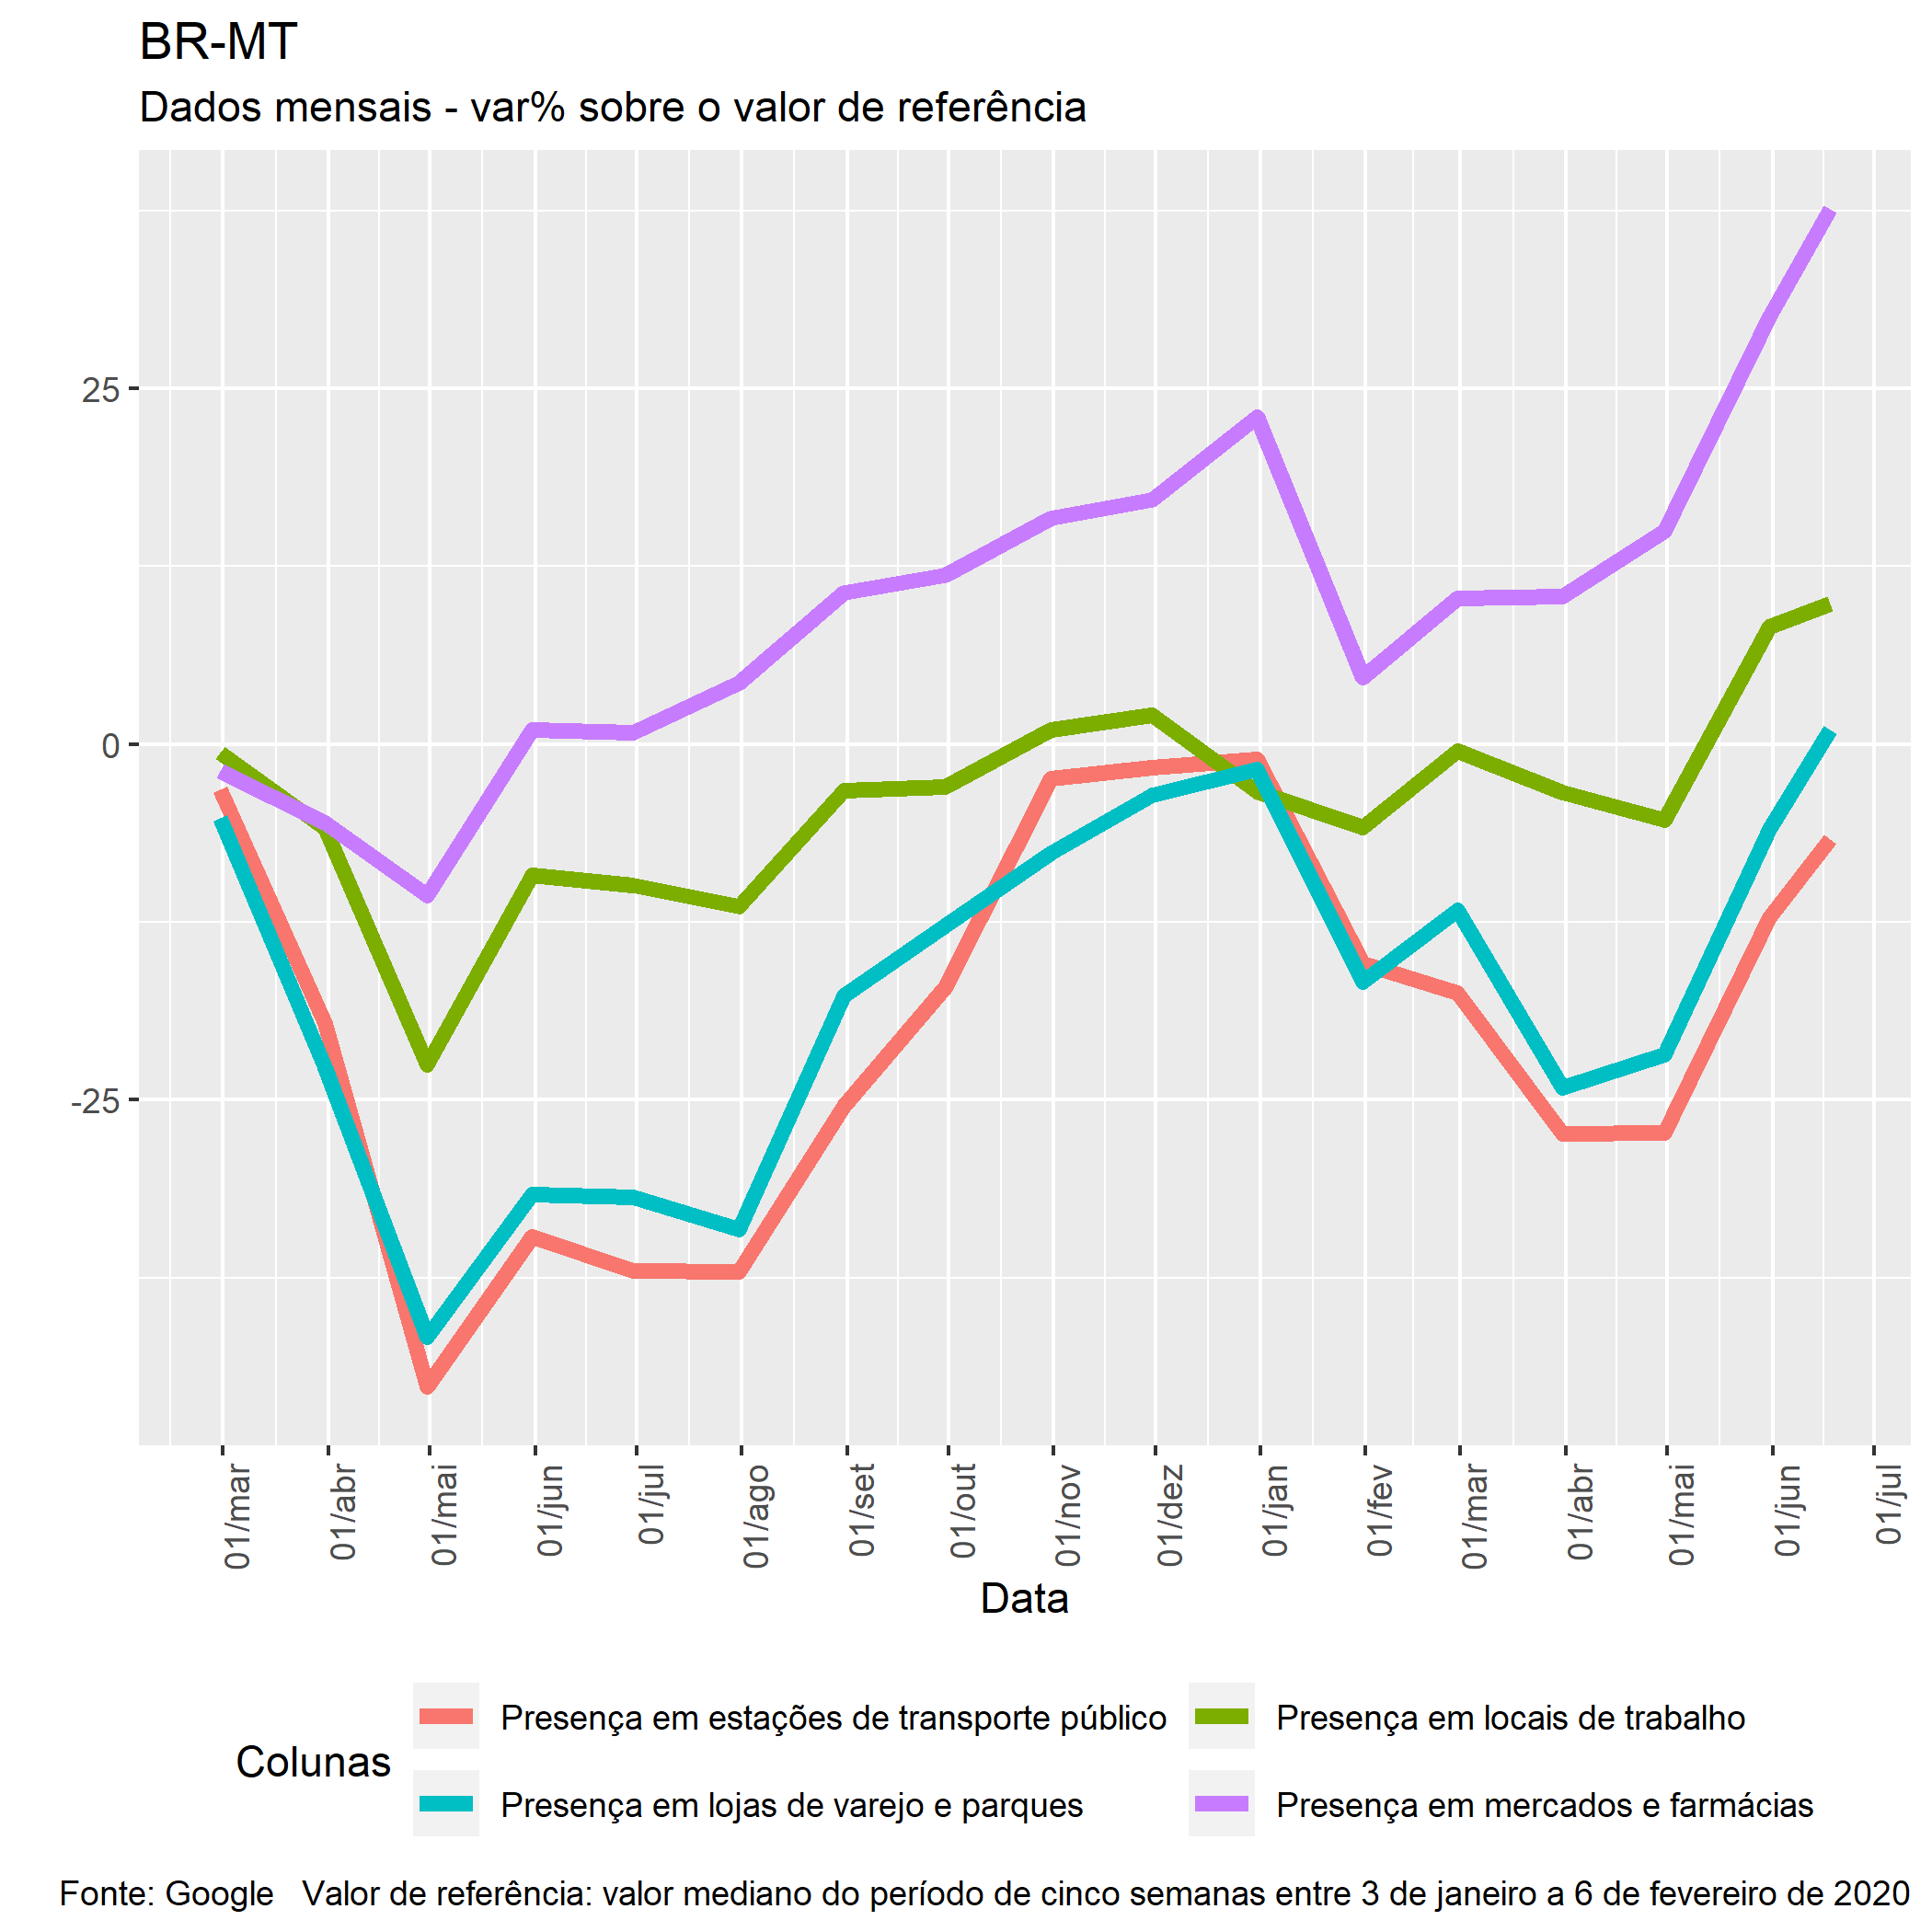 BR-MT
Dados mensais - var% sobre o valor de referência
25
0
-25
01/mar
01/abr
01/mai
01/jun
01/jul
01/ago
01/set
01/out
01/nov
01/dez
01/jan
01/fev
01/mar
01/abr
01/mai
01/jun
01/jul
Data
Colunas
Presença em estações de transporte público
Presença em locais de trabalho
Presença em lojas de varejo e parques
Presença em mercados e farmácias
Fonte: Google   Valor de referência: valor mediano do período de cinco semanas entre 3 de janeiro a 6 de fevereiro de 2020